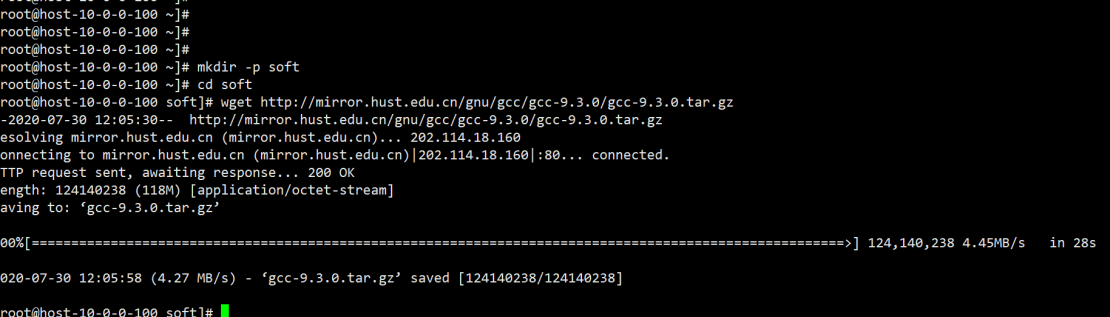 root@host-10-0-0-100 ~]#
root@host-10-0-0-100 ~]#
root@host-10-0-0-100 ~]#
root@host-10-0-0-100 ~]#
root@host-10-0-0-100 ~]# mkdir -p soft
root@host-10-0-0-100 ~]# cd soft
root@host-10-0-0-100 soft]# wget http://mirror.hust.edu.cn/gnu/gcc/gcc-9.3.0/gcc-9.3.0.tar.gz
-2020-07-30 12:05:30--  http://mirror.hust.edu.cn/gnu/gcc/gcc-9.3.0/gcc-9.3.0.tar.gz
esolving mirror.hust.edu.cn (mirror.hust.edu.cn)... 202.114.18.160
onnecting to mirror.hust.edu.cn (mirror.hust.edu.cn)|202.114.18.160|:80... connected.
TTP request sent, awaiting response... 200 OK
ength: 124140238 (118M) [application/octet-stream]
aving to: ‘gcc-9.3.0.tar.gz’
00%[======================================================================================================>] 124,140,238 4.45MB/s   in 28s
020-07-30 12:05:58 (4.27 MB/s) - ‘gcc-9.3.0.tar.gz’ saved [124140238/124140238]
root@host-10-0-0-100 soft]#